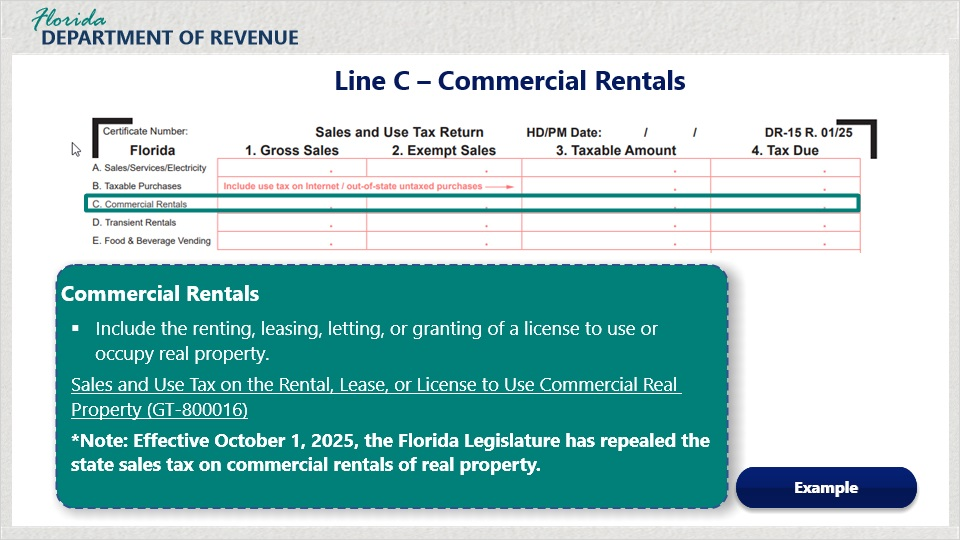 Florida
DEPARTMENT OF REVENUE
Line C – Commercial Rentals
Certificate Number: Sales and Use Tax Return HD/PM Date: / / DR-15 R. 01/25
Florida 1. Gross Sales 2. Exempt Sales 3. Taxable Amount 4. Tax Due
A. Sales/Services/Electricity . . . .
B. Taxable Purchases Include use tax on Internet / out-of-state untaxed purchases . .
C. Commercial Rentals . . . .
D. Transient Rentals . . . .
E. Food & Beverage Vending . . . .
Commercial Rentals
▪ Include the renting, leasing, letting, or granting of a license to use or
occupy real property.
Sales and Use Tax on the Rental, Lease, or License to Use Commercial Real
Property (GT-800016)
*Note: Effective October 1, 2025, the Florida Legislature has repealed the
state sales tax on commercial rentals of real property.
Example